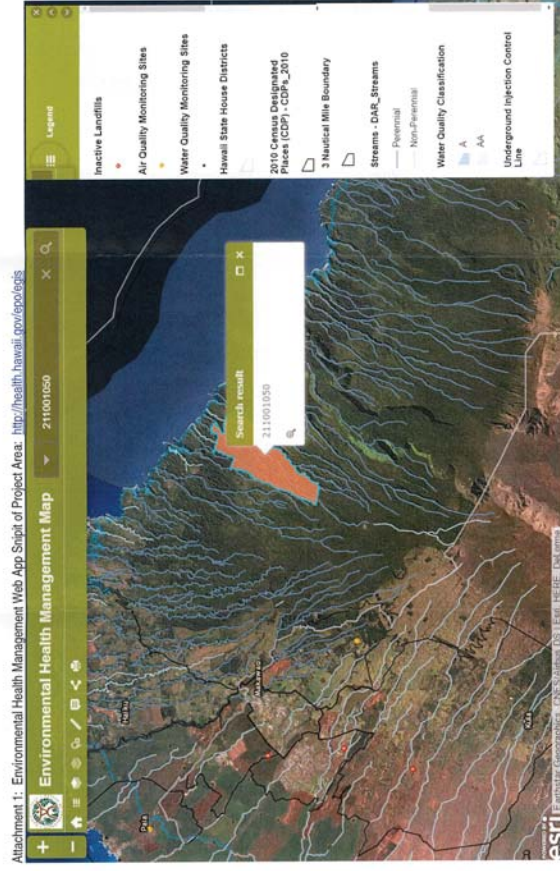 Attachment 1: Environmental Health Management Web App Snipit of Project Area: http://health.hawaii.gov/epo/egis
+
−
Environmental Health Management Map
211001050
Legend
Inactive Landfills
Air Quality Monitoring Sites
Water Quality Monitoring Sites
Hawaii State House Districts
2010 Census Designated
Places (CDP) - CDPs_2010
3 Nautical Mile Boundary
Streams - DAR_Streams
Perennial
Non-Perennial
Water Quality Classification
A
AA
Underground Injection Control
Line
Search result
211001050
Paia
Haiku
Makawao
esri